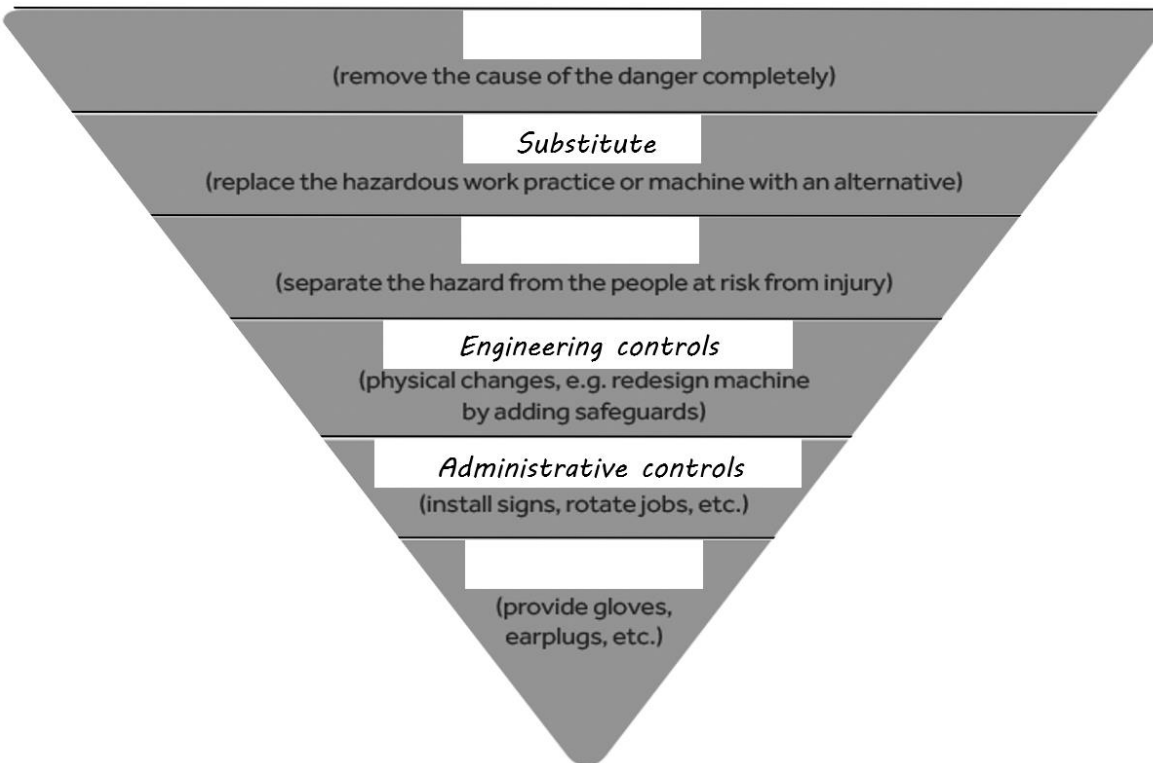 (remove the cause of the danger completely)
Substitute
(replace the hazardous work practice or machine with an alternative)
(separate the hazard from the people at risk from injury)
Engineering controls
(physical changes, e.g. redesign machine
by adding safeguards)
Administrative controls
(install signs, rotate jobs, etc.)
(provide gloves,
earplugs, etc.)